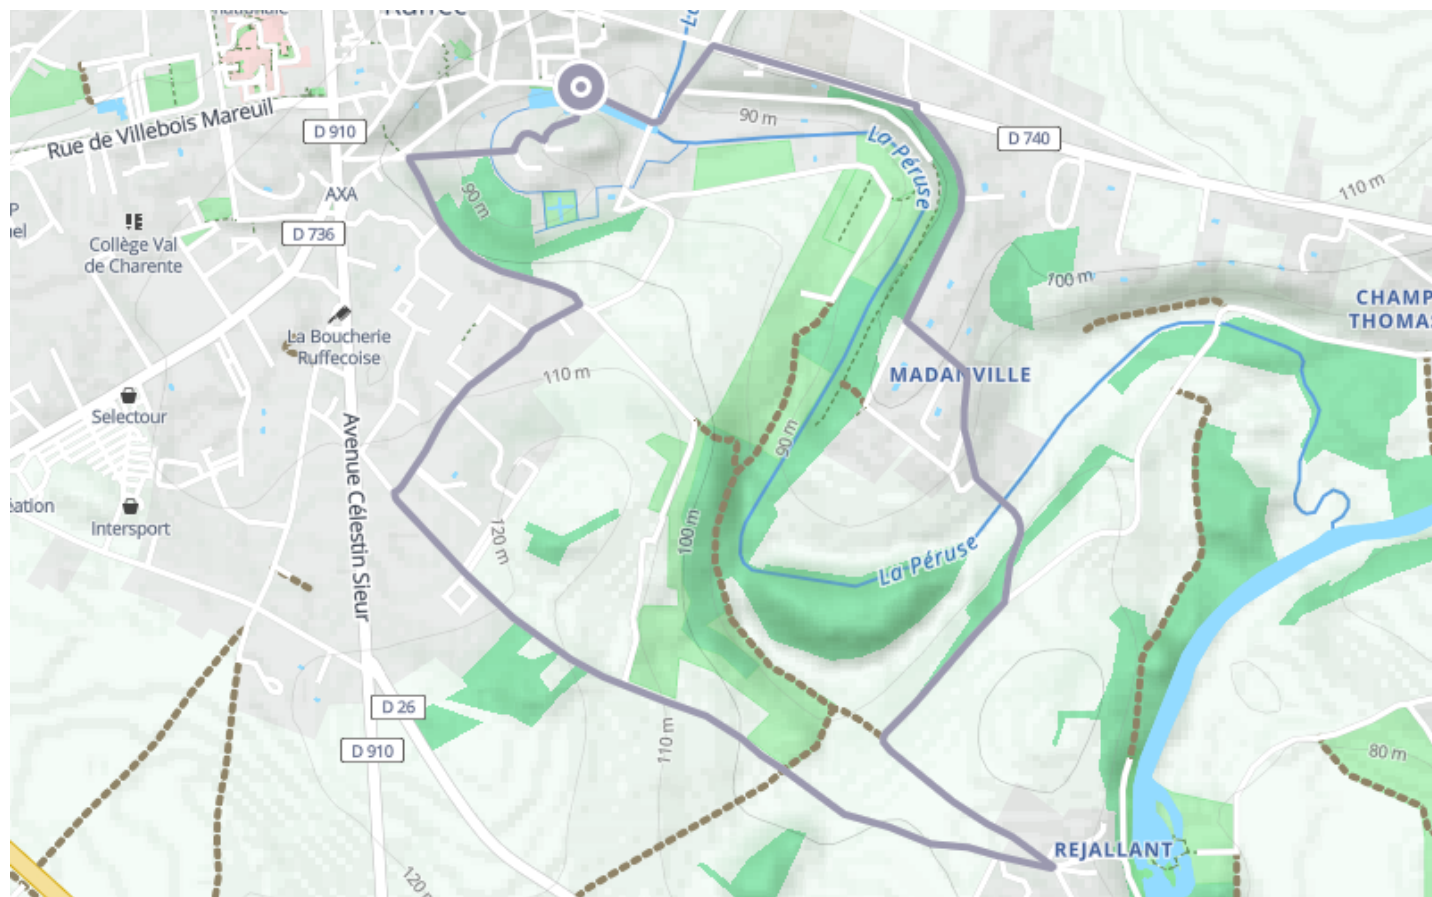 90 m
Rue de Villebois Mareuil
D 910
D 740
La Péruse
110 m
AXA
90 m
Collège Val
de Charente
D 736
100 m
CHAMP
THOMAS
La Boucherie
Ruffecoise
110 m
MADANVILLE
Selectour
Avenue Célestin Sieur
90 m
Intersport
120 m
100 m
La Péruse
D 26
110 m
D 910
80 m
REJALLANT
120 m